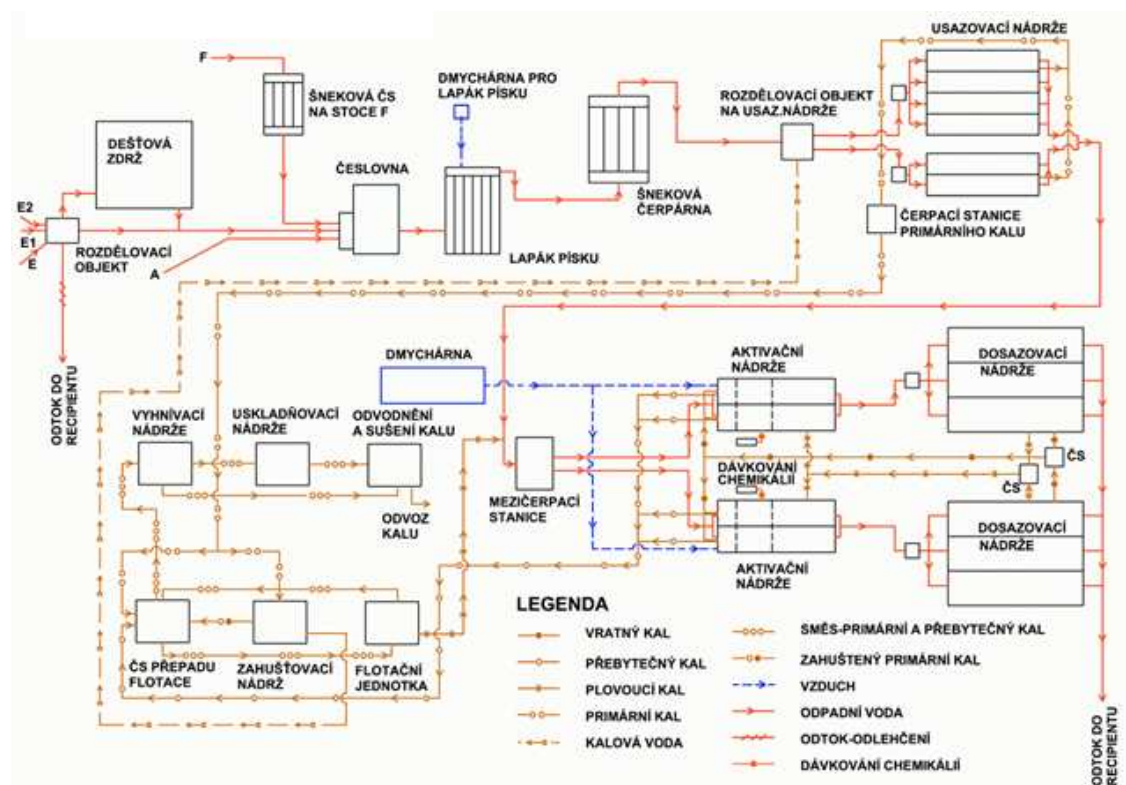 USAZOVACÍ NÁDRŽE
F
DMYCHÁRNA PRO
LAPÁK PÍSKU
ŠNEKOVÁ ČS
NA STOCE F
ROZDĚLOVACÍ OBJEKT
NA USAZ.NÁDRŽE
DEŠŤOVÁ
ZDRŽ
ČESLOVNA
ŠNEKOVÁ
ČERPÁRNA
E2
E1
E
ROZDĚLOVACÍ
OBJEKT
A
LAPÁK PÍSKU
ČERPACÍ STANICE
PRIMÁRNÍHO KALU
ODTOK DO
RECIPIENTU
DMYCHÁRNA
AKTIVAČNÍ
NÁDRŽE
DOSAZOVACÍ
NÁDRŽE
VYHNÍVACÍ
NÁDRŽE
USKLADŇOVACÍ
NÁDRŽE
ODVODNĚNÍ
A SUŠENÍ KALU
ČS
DÁVKOVÁNÍ
CHEMIKÁLIÍ
ČS
MEZIČERPACÍ
STANICE
ODVOZ
KALU
DOSAZOVACÍ
NÁDRŽE
AKTIVAČNÍ
NÁDRŽE
ČS PŘEPADU
FLOTACE
ZAHUŠŤOVACÍ
NÁDRŽ
FLOTAČNÍ
JEDNOTKA
LEGENDA
VRATNÝ KAL
PŘEBYTEČNÝ KAL
PLOVOUCÍ KAL
PRIMÁRNÍ KAL
KALOVÁ VODA
SMĚS-PRIMÁRNÍ A PŘEBYTEČNÝ KAL
ZAHUŠTENÝ PRIMÁRNÍ KAL
VZDUCH
ODPADNÍ VODA
ODTOK-ODLEHČENÍ
DÁVKOVÁNÍ CHEMIKÁLIÍ
ODTOK DO
RECIPIENTU